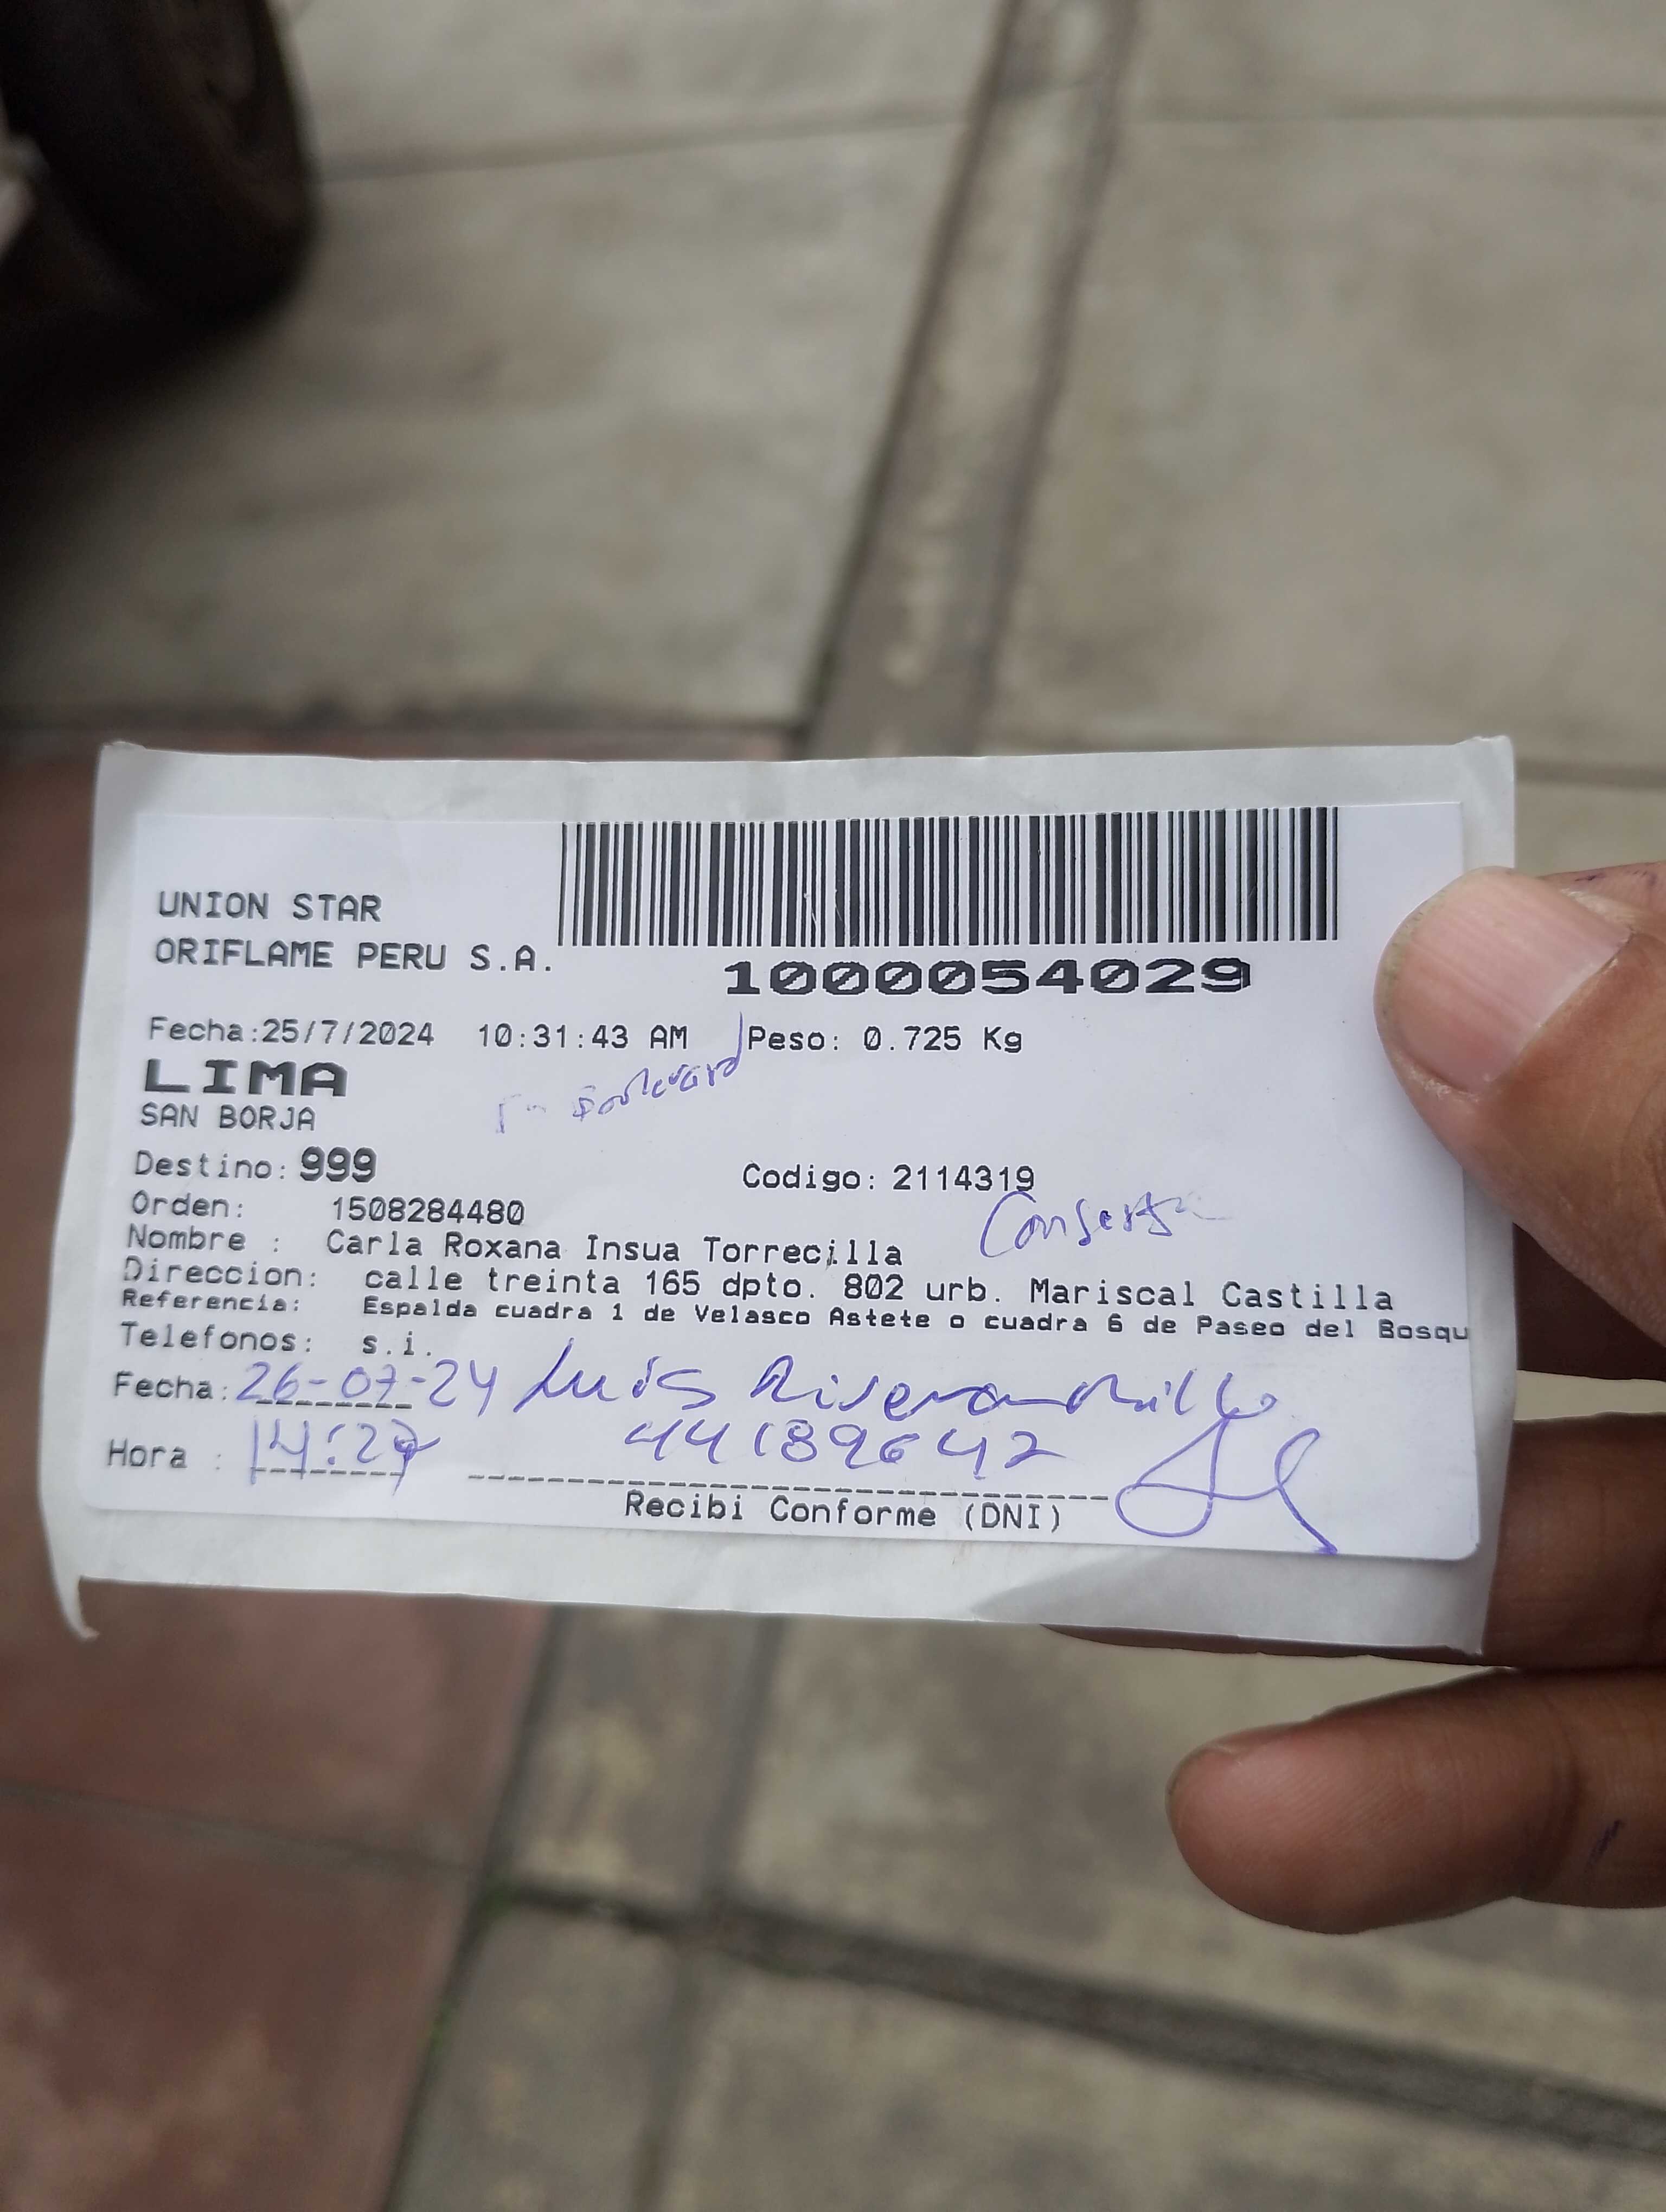 UNION STAR
ORIFLAME PERU S.A.
1000054029
Fecha:25/7/2024 10:31:43 AM Peso: 0.725 Kg
LIMA
Boulevard
SAN BORJA
Destino: 999 Codigo: 2114319
Orden: 1508284480
Nombre : Carla Roxana Insua Torrecilla
Direccion: calle treinta 165 dpto. 802 urb. Mariscal Castilla
Referencia: Espalda cuadra 1 de Velasco Astete o cuadra 6 de Paseo del Bosqu
Telefonos: s.i.
Fecha: 26-07-24 Luis
Hora :
Recibi Conforme (DNI)